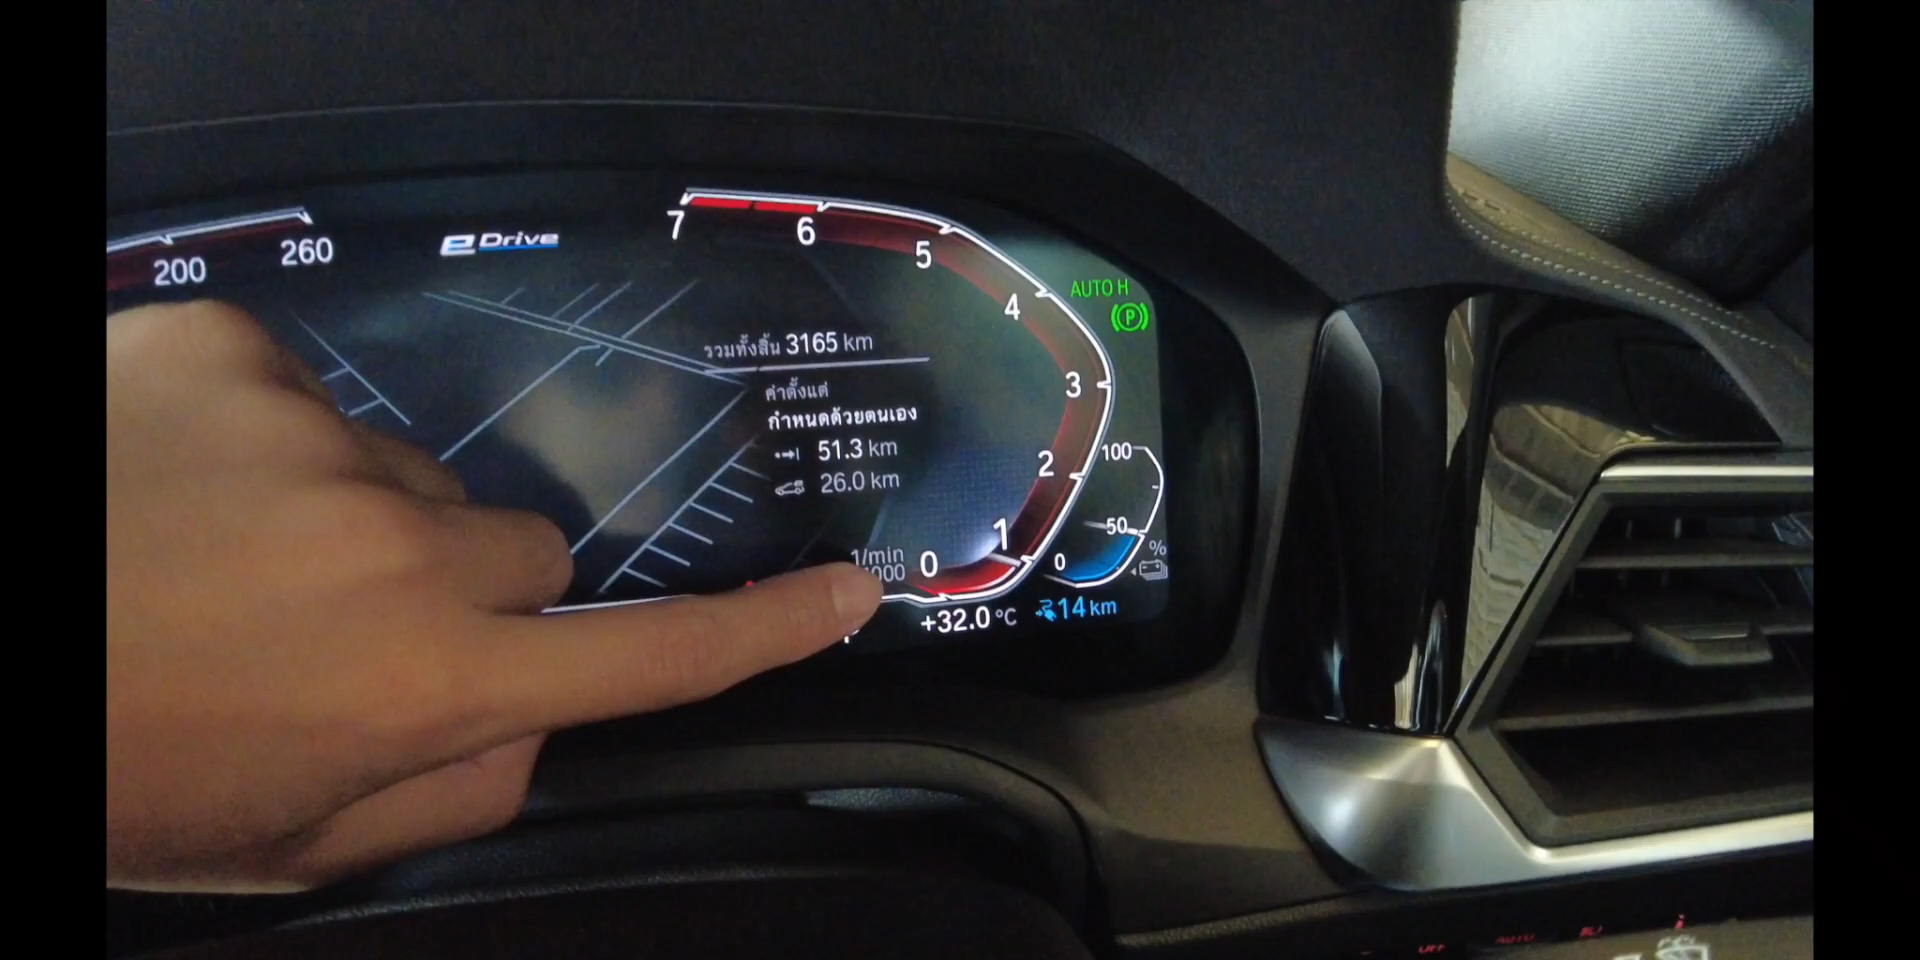 200
260
eDrive
7
6
5
4
3
2
1
0
AUTO H
P
รวมทั้งสิ้น 3165 km
ค่าตั้งแต่
กำหนดด้วยตนเอง
51.3 km
26.0 km
1/min
100
50
0
%
+32.0 °C
14 km
OFF
AUTO